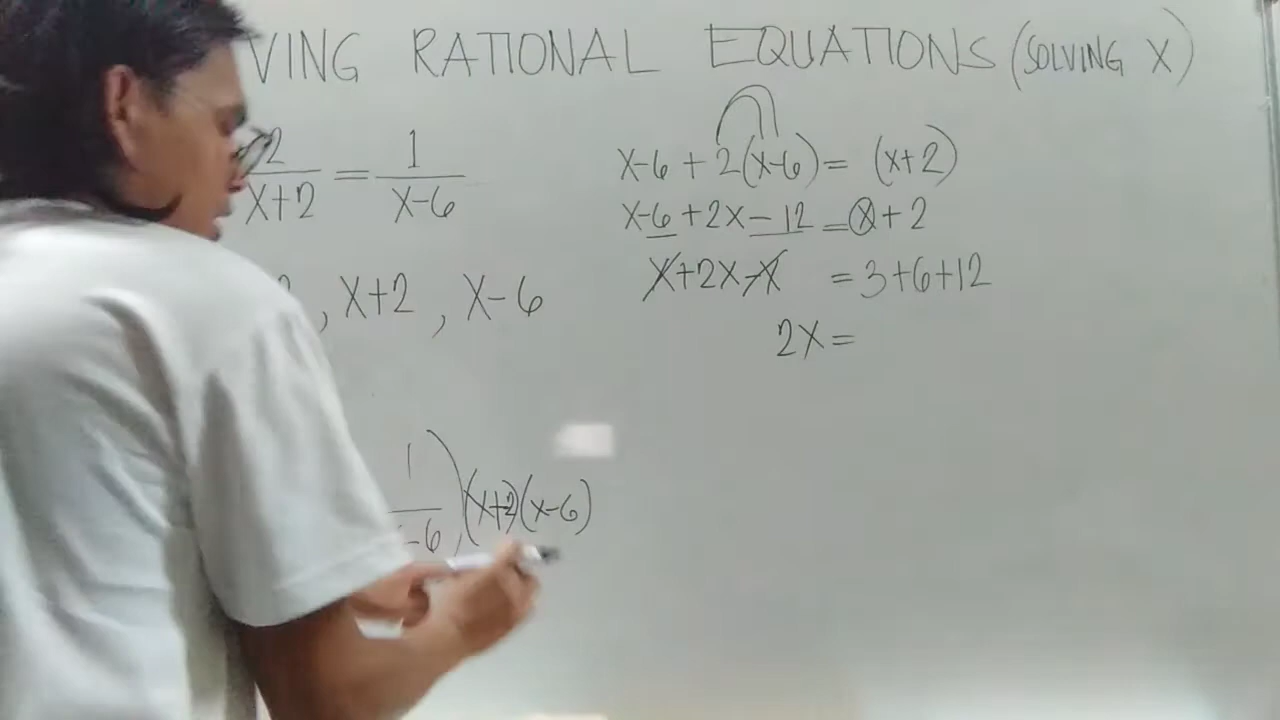 VING RATIONAL EQUATIONS (SOLVING X)
2/x+2 = 1/x-6
, x+2, x-6
1/-6)(x+2)(x-6)
x-6 + 2(x-6) = (x+2)
x-6+2x-12=x+2
x+2x-x = 3+6+12
2x=